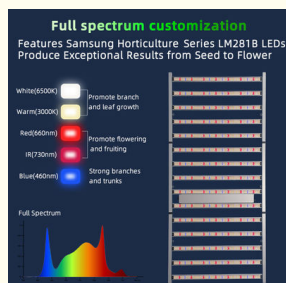 Full spectrum customization
Features Samsung Horticulture Series LM281B LEDs
Produce Exceptional Results from Seed to Flower
White(6500K)
Promote branch
and leaf growth
Warm(3000K)
Red(660nm)
Promote flowering
and fruiting
IR(730nm)
Blue(460nm)
Strong branches
and trunks
Full Spectrum